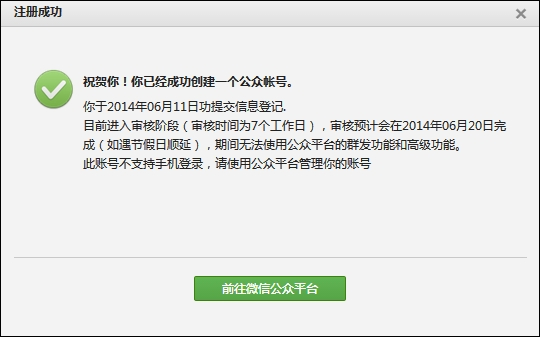 注册成功
祝贺你！你已经成功创建一个公众帐号。
你于2014年06月11日功提交信息登记.
目前进入审核阶段（审核时间为7个工作日），审核预计会在2014年06月20日完
成（如遇节假日顺延），期间无法使用公众平台的群发功能和高级功能。
此账号不支持手机登录，请使用公众平台管理你的账号
前往微信公众平台